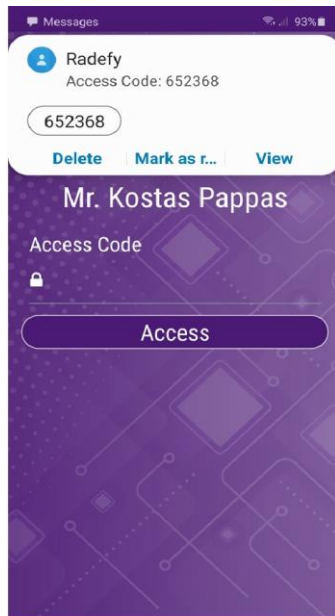 Messages 93%
Radefy
Access Code: 652368
652368
Delete Mark as r... View
Mr. Kostas Pappas
Access Code
Access